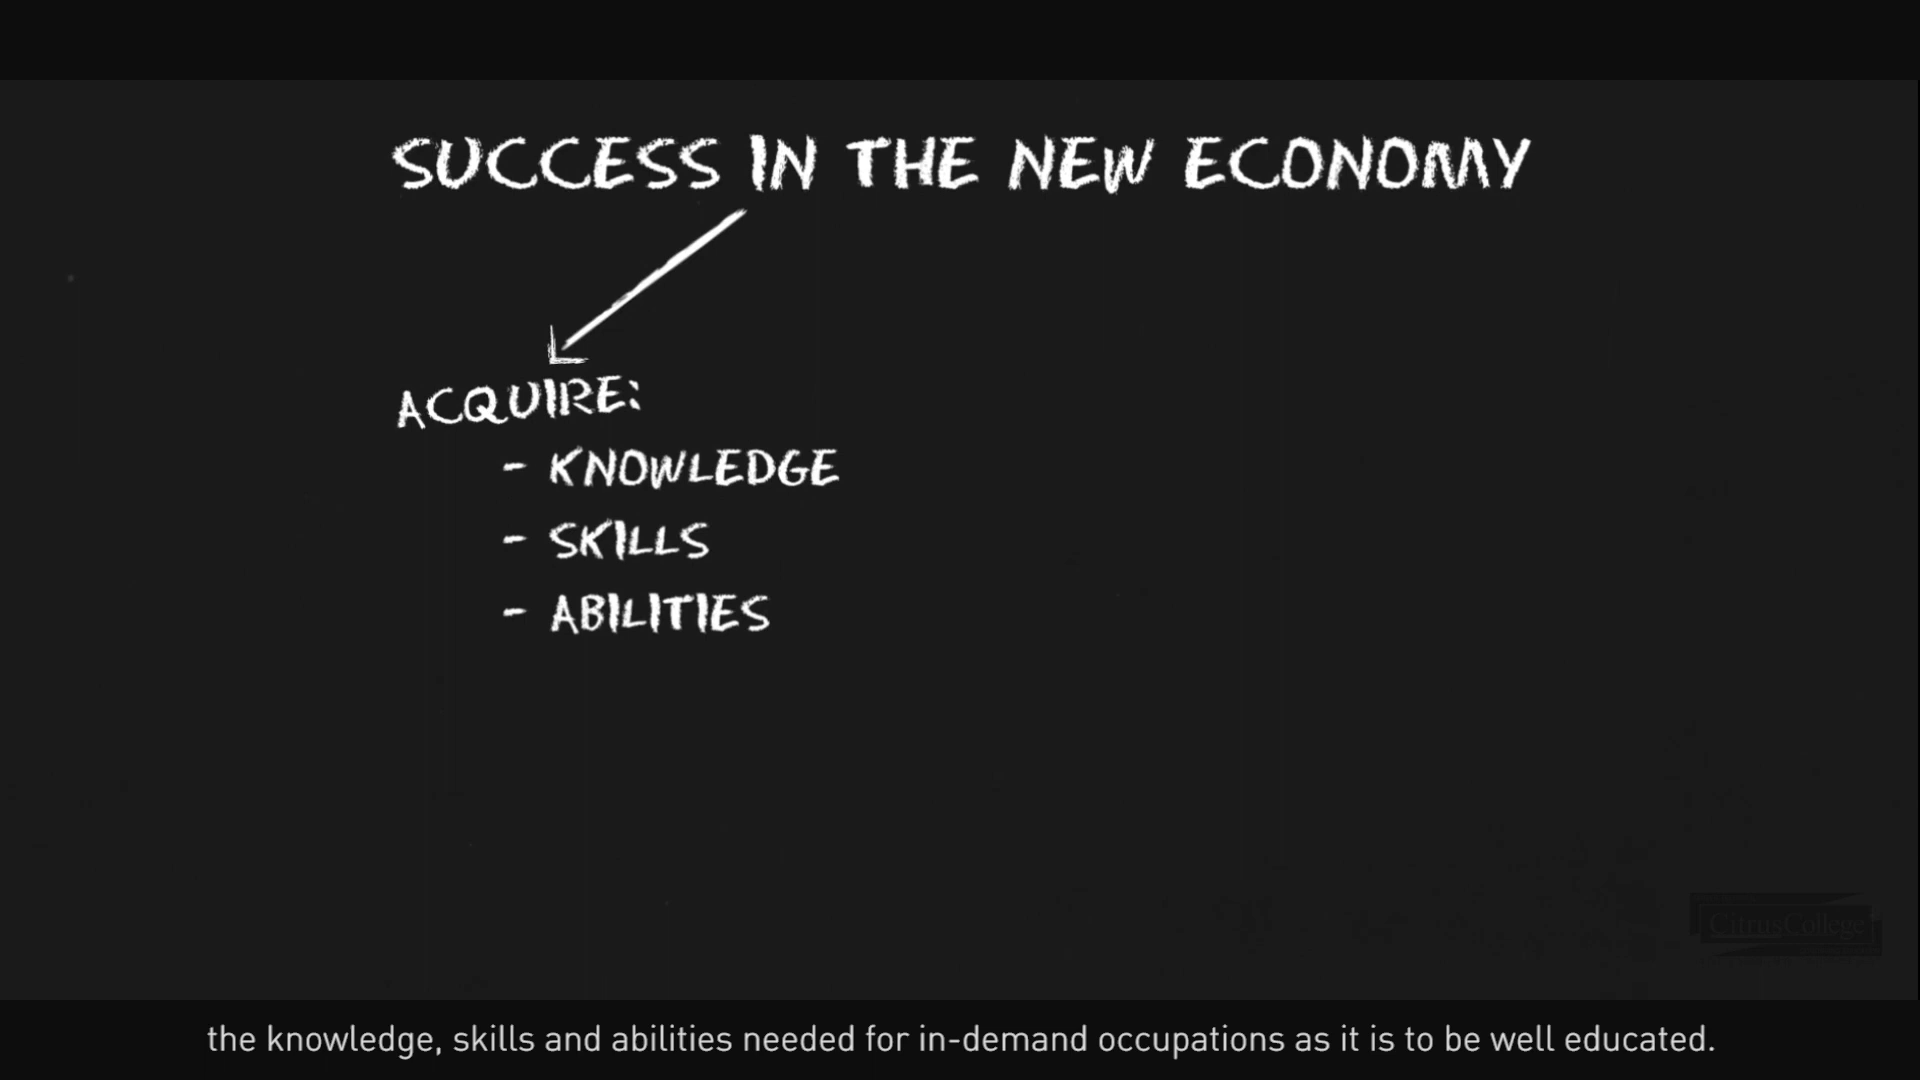 SUCCESS IN THE NEW ECONOMY
ACQUIRE:
- KNOWLEDGE
- SKILLS
- ABILITIES
CitrusCollege
the knowledge, skills and abilities needed for in-demand occupations as it is to be well educated.